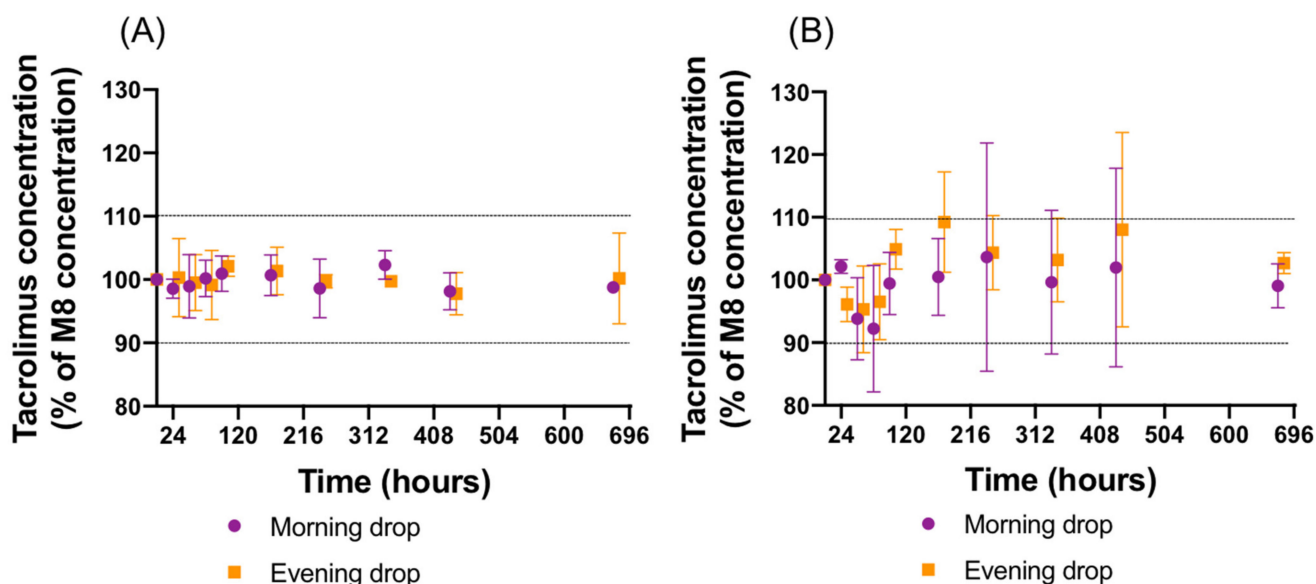 (A)
Tacrolimus concentration
(% of M8 concentration)
130
120
110
100
90
80
24 120 216 312 408 504 600 696
Time (hours)
Morning drop
Evening drop
(B)
Tacrolimus concentration
(% of M8 concentration)
130
120
110
100
90
80
24 120 216 312 408 504 600 696
Time (hours)
Morning drop
Evening drop